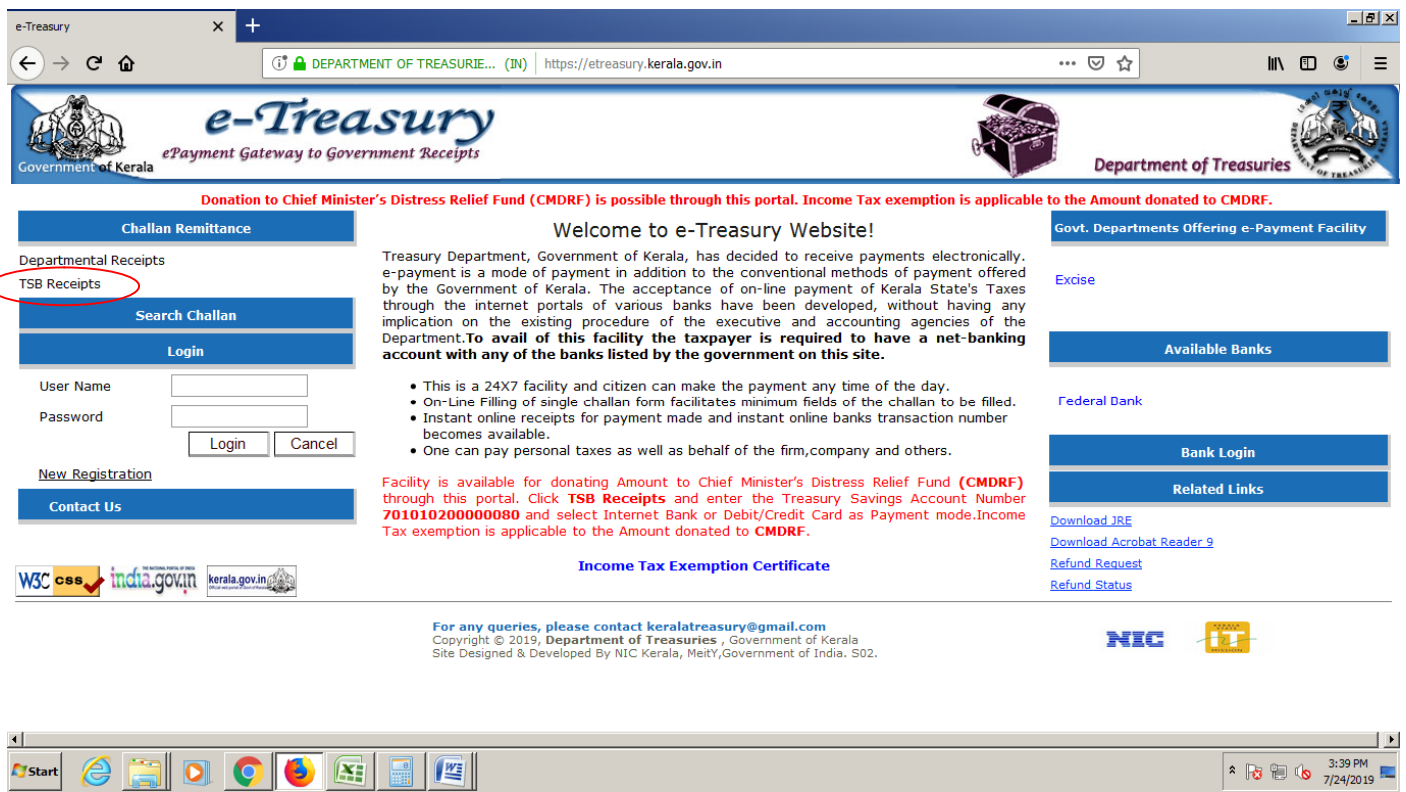 e-Treasury
DEPARTMENT OF TREASURIE... (IN) https://etreasury.kerala.gov.in
e-Treasury
ePayment Gateway to Government Receipts
Government of Kerala
Department of Treasuries
Donation to Chief Minister's Distress Relief Fund (CMDRF) is possible through this portal. Income Tax exemption is applicable to the Amount donated to CMDRF.
Challan Remittance
Departmental Receipts
TSB Receipts
Search Challan
Login
User Name
Password
Login Cancel
New Registration
Contact Us
W3C css
india.gov.in
kerala.gov.in
Welcome to e-Treasury Website!
Treasury Department, Government of Kerala, has decided to receive payments electronically.
e-payment is a mode of payment in addition to the conventional methods of payment offered
by the Government of Kerala. The acceptance of on-line payment of Kerala State's Taxes
through the internet portals of various banks have been developed, without having any
implication on the existing procedure of the executive and accounting agencies of the
Department.To avail of this facility the taxpayer is required to have a net-banking
account with any of the banks listed by the government on this site.
• This is a 24X7 facility and citizen can make the payment any time of the day.
• On-Line Filling of single challan form facilitates minimum fields of the challan to be filled.
• Instant online receipts for payment made and instant online banks transaction number
becomes available.
• One can pay personal taxes as well as behalf of the firm,company and others.
Facility is available for donating Amount to Chief Minister's Distress Relief Fund (CMDRF)
through this portal. Click TSB Receipts and enter the Treasury Savings Account Number
701010200000080 and select Internet Bank or Debit/Credit Card as Payment mode.Income
Tax exemption is applicable to the Amount donated to CMDRF.
Income Tax Exemption Certificate
Govt. Departments Offering e-Payment Facility
Excise
Available Banks
Federal Bank
Bank Login
Related Links
Download JRE
Download Acrobat Reader 9
Refund Request
Refund Status
For any queries, please contact keralatreasury@gmail.com
Copyright © 2019, Department of Treasuries , Government of Kerala
Site Designed & Developed By NIC Kerala, MeitY,Government of India. S02.
NIC
IT
Start
3:39 PM
7/24/2019